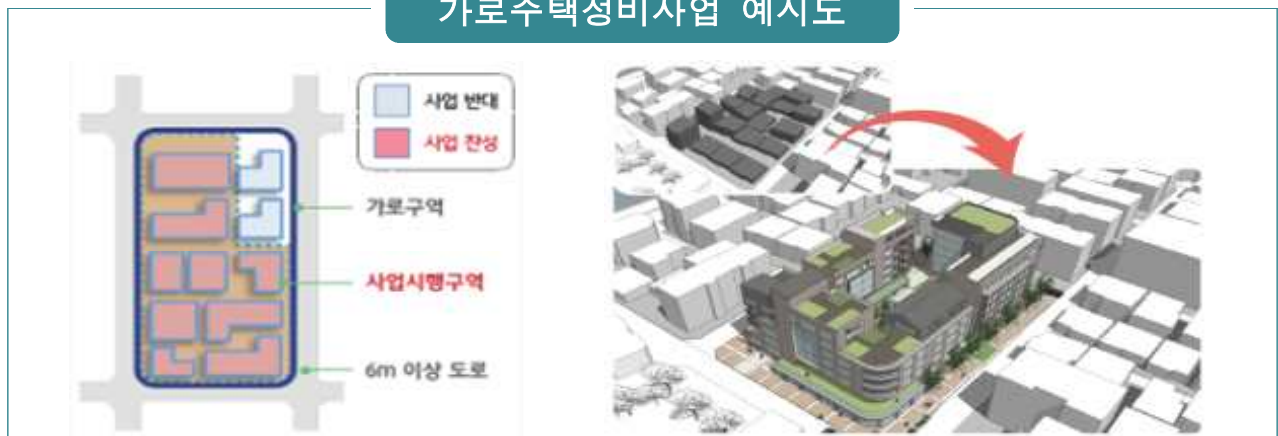 가로주택정비사업 예시도
사업 반대
사업 찬성
가로구역
사업시행구역
6m 이상 도로